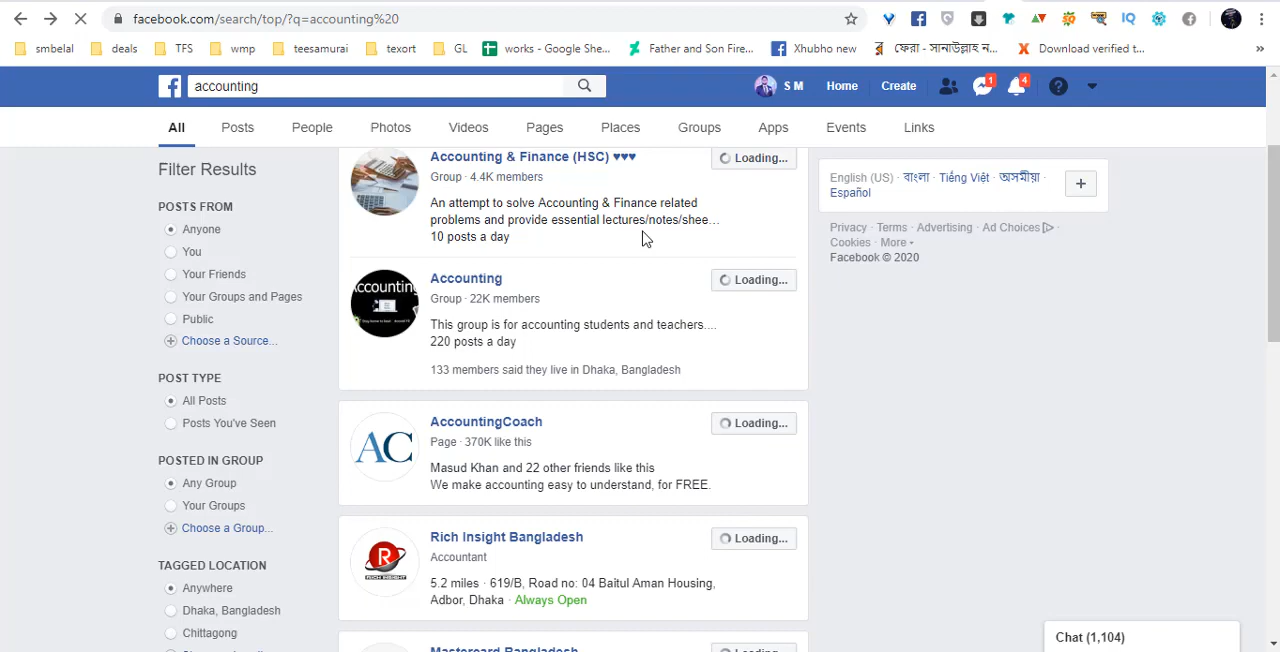 facebook.com/search/top/?q=accounting%20
smbelal
deals
TFS
wmp
teesamurai
texort
GL
works - Google She...
Father and Son Fire...
Xhubho new
ফেরা - সানাউল্লাহ ন...
Download verified t...
»
accounting
S M
Home
Create
1
4
All
Posts
People
Photos
Videos
Pages
Places
Groups
Apps
Events
Links
Filter Results
POSTS FROM
Anyone
You
Your Friends
Your Groups and Pages
Public
Choose a Source...
POST TYPE
All Posts
Posts You've Seen
POSTED IN GROUP
Any Group
Your Groups
Choose a Group...
TAGGED LOCATION
Anywhere
Dhaka, Bangladesh
Chittagong
Accounting & Finance (HSC) ♥♥♥
Loading...
Group · 4.4K members
An attempt to solve Accounting & Finance related
problems and provide essential lectures/notes/shee...
10 posts a day
Accounting
Loading...
Group · 22K members
This group is for accounting students and teachers....
220 posts a day
133 members said they live in Dhaka, Bangladesh
AC
AccountingCoach
Loading...
Page · 370K like this
Masud Khan and 22 other friends like this
We make accounting easy to understand, for FREE.
R
RICH INSIGHT
Rich Insight Bangladesh
Loading...
Accountant
5.2 miles · 619/B, Road no: 04 Baitul Aman Housing,
Adbor, Dhaka · Always Open
Mastercard Bangladesh
Loading...
English (US) · বাংলা · Tiếng Việt · অসমীয়া ·
Español
Privacy · Terms · Advertising · Ad Choices ·
Cookies · More
Facebook © 2020
Chat (1,104)